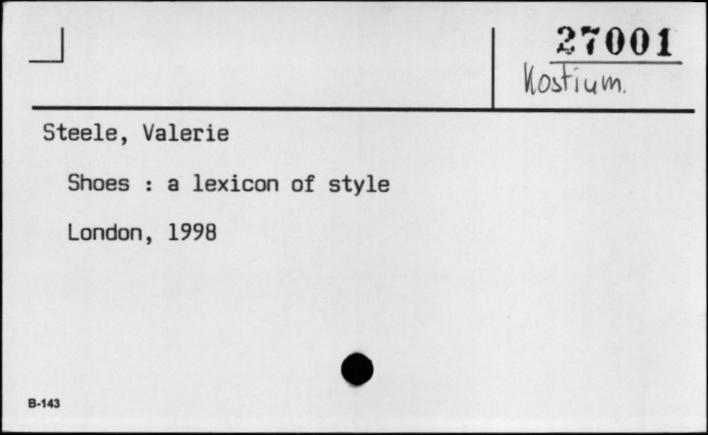 27001
Kostium.
Steele, Valerie
Shoes : a lexicon of style
London, 1998
B-143